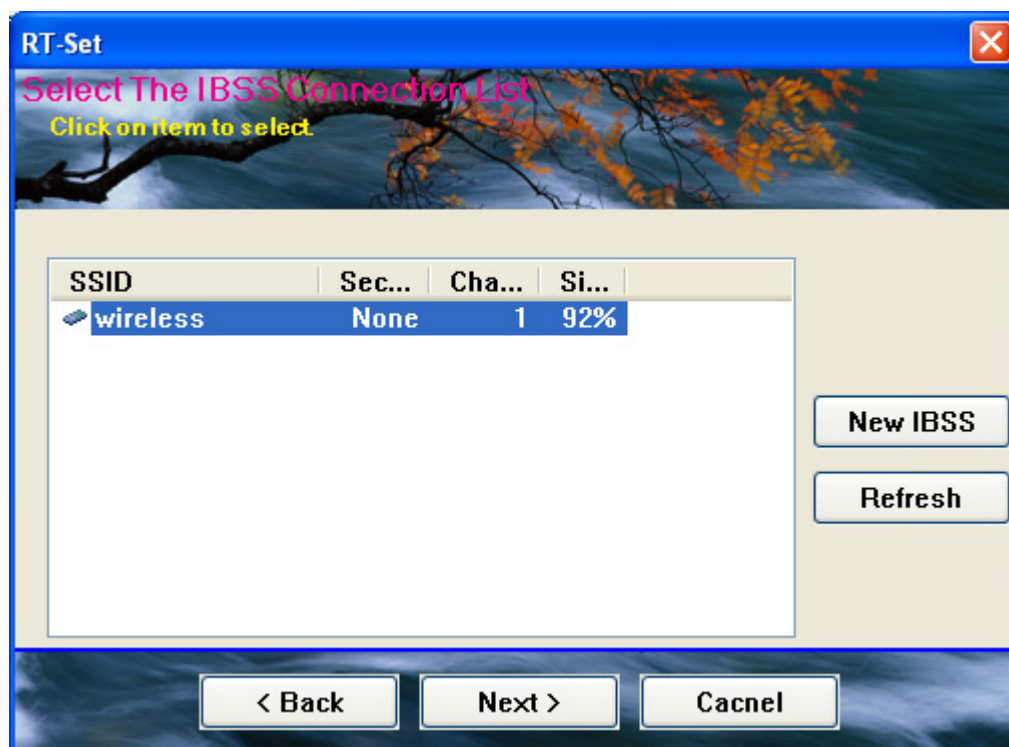 RT-Set
Select The IBSS Connection List
Click on item to select.
SSID Sec... Cha... Si...
wireless None 1 92%
New IBSS
Refresh
< Back Next > Cacnel